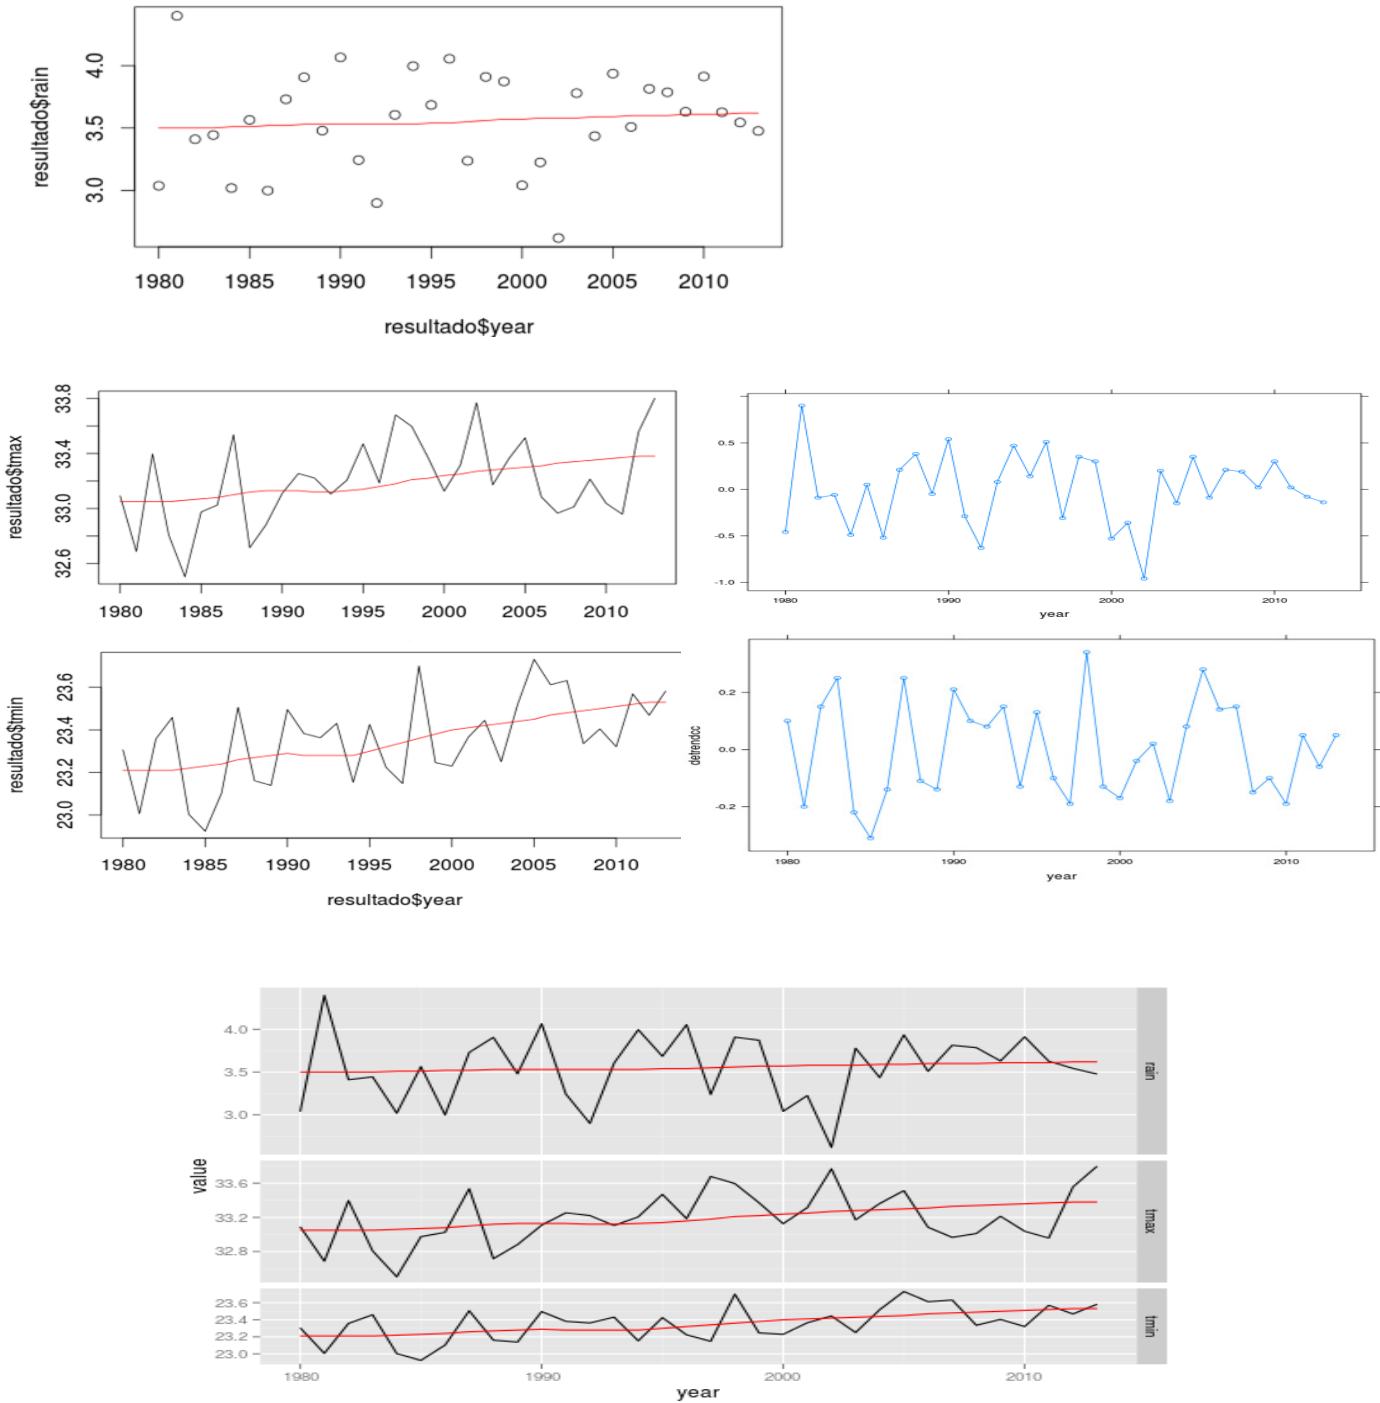 resultado$rain
4.0
3.5
3.0
1980 1985 1990 1995 2000 2005 2010
resultado$year
resultado$tmax
33.8
33.4
33.0
32.6
1980 1985 1990 1995 2000 2005 2010
0.5
0.0
-0.5
-1.0
1980 1990 2000 2010
year
resultado$tmin
23.6
23.4
23.2
23.0
1980 1985 1990 1995 2000 2005 2010
resultado$year
detrendcc
0.2
0.0
-0.2
1980 1990 2000 2010
year
value
4.0
3.5
3.0
rain
33.6
33.2
32.8
tmax
23.6
23.4
23.2
23.0
tmin
1980 1990 2000 2010
year